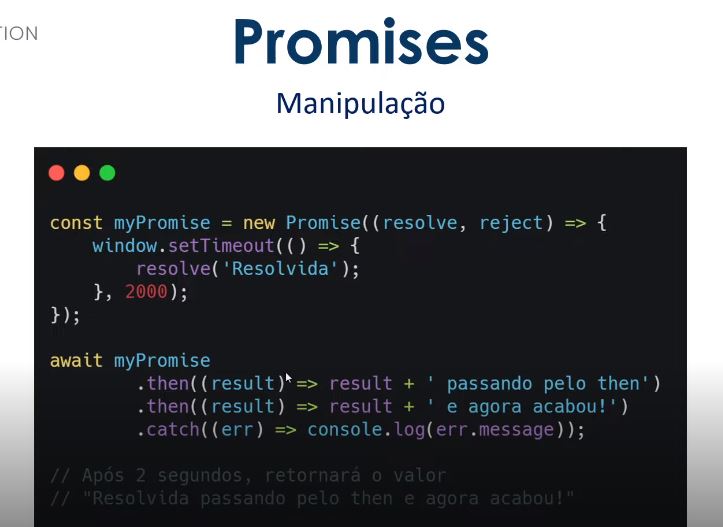 TION
Promises
Manipulação
const myPromise = new Promise((resolve, reject) => {
    window.setTimeout(() => {
        resolve('Resolvida');
    }, 2000);
});
await myPromise
        .then((result) => result + ' passando pelo then')
        .then((result) => result + ' e agora acabou!')
        .catch((err) => console.log(err.message));
// Após 2 segundos, retornará o valor
// "Resolvida passando pelo then e agora acabou!"